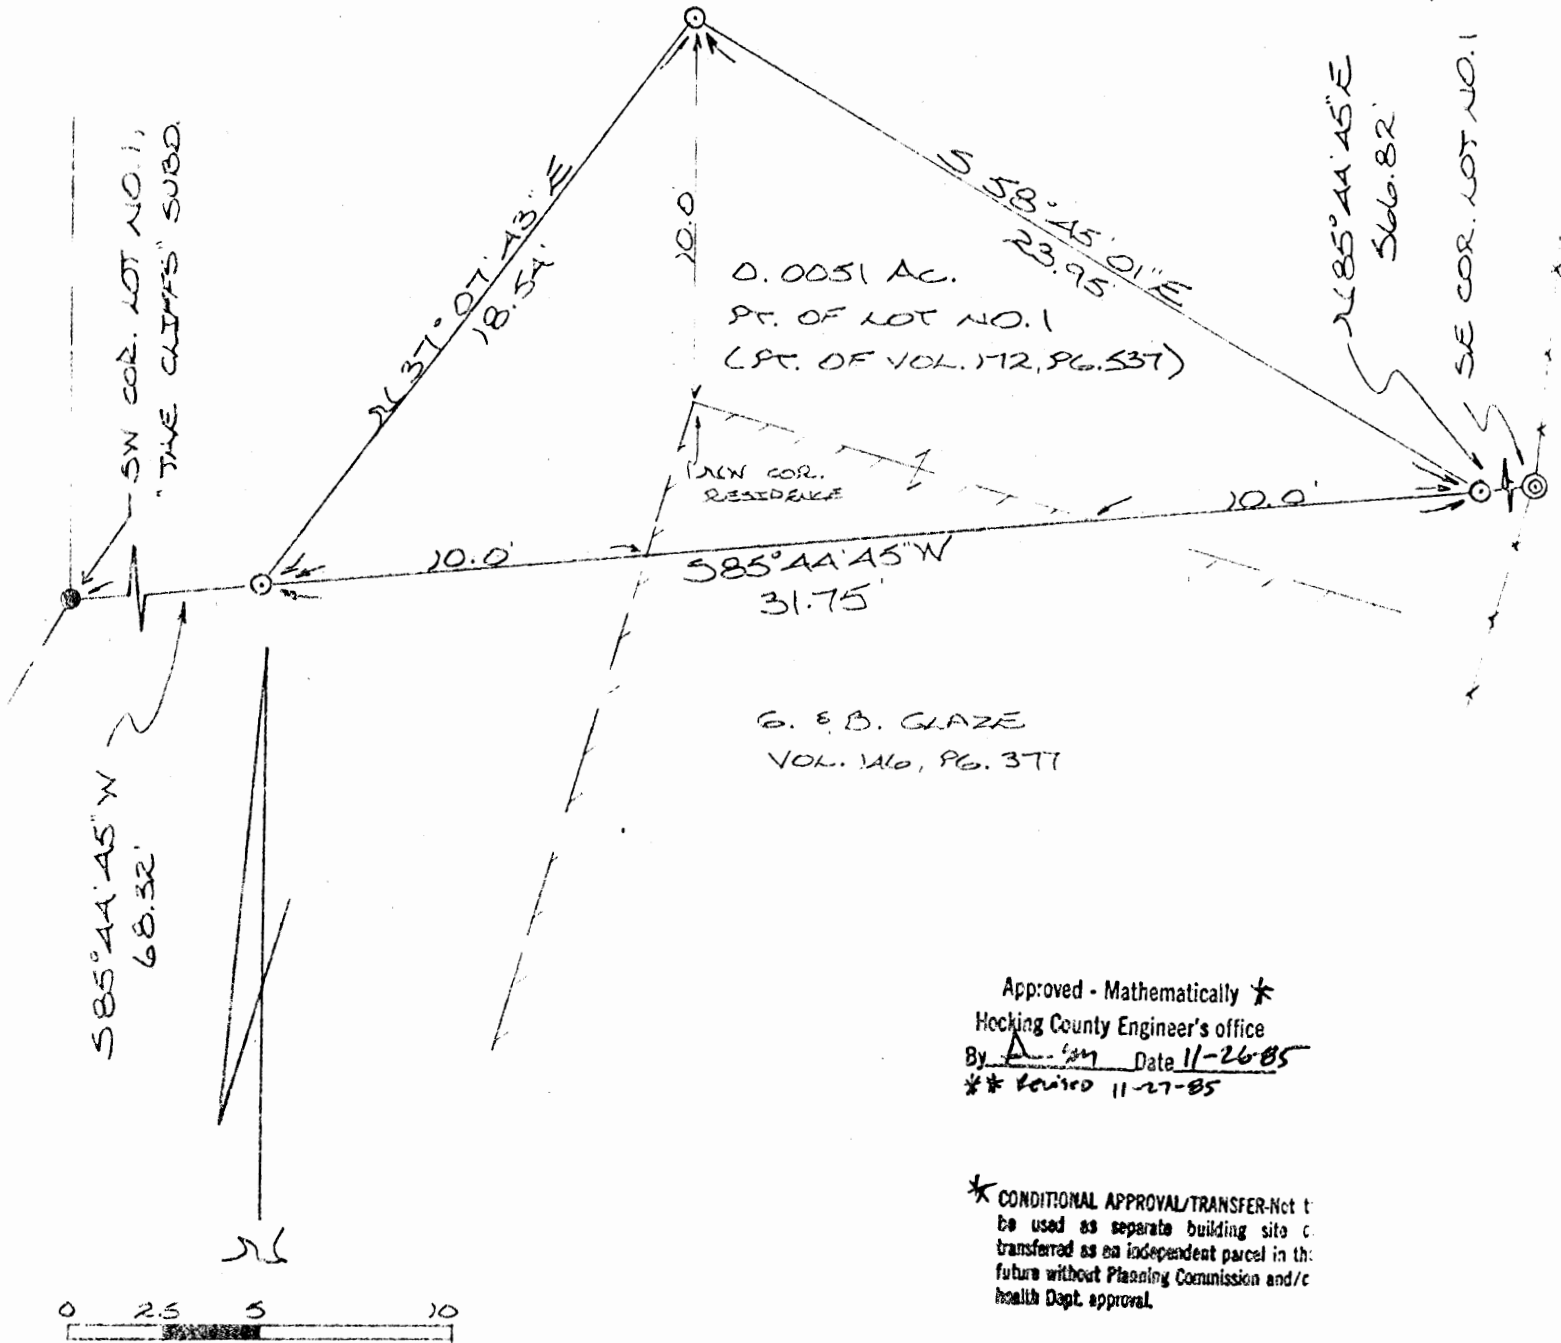 SW COR. LOT NO. 1,
"THE CLIFFS" SUBD.
N 37° 07' 43" E
18.54'
10.0
S 58° 45' 01" E
23.95'
N 85° 44' 45" E
566.82'
SE COR. LOT NO. 1
0.0051 AC.
PT. OF LOT NO. 1
(PT. OF VOL. 172, PG. 537)
NW COR.
RESIDENCE
10.0'
10.0'
S 85° 44' 45" W
31.75'
S 85° 44' 45" W
68.32'
G. & B. GLAZE
VOL. 146, PG. 377
N
0 2.5 5 10
Approved - Mathematically *
Hocking County Engineer's office
By Date 11-26-85
** Revised 11-27-85
* CONDITIONAL APPROVAL/TRANSFER-Not t
be used as separate building site
transferred as an independent parcel in th
future without Planning Commission and/
health Dept. approval.